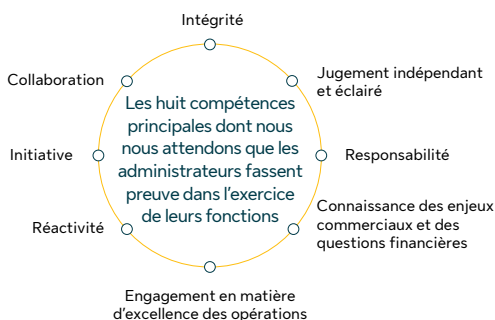 Intégrité
Collaboration
Jugement indépendant
et éclairé
Les huit compétences
principales dont nous
nous attendons que les
administrateurs fassent
preuve dans l'exercice
de leurs fonctions
Initiative
Responsabilité
Réactivité
Connaissance des enjeux
commerciaux et des
questions financières
Engagement en matière
d'excellence des opérations